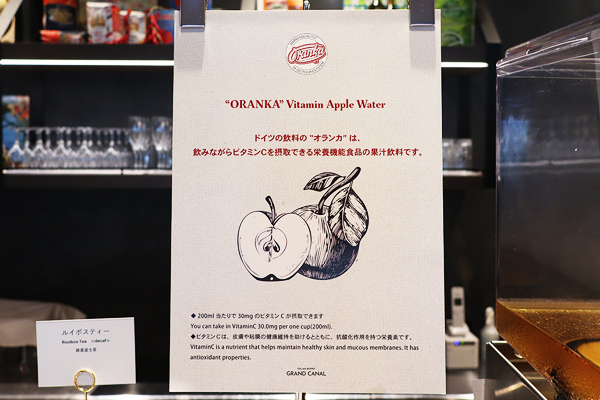 Oranka
"ORANKA" Vitamin Apple Water
ドイツの飲料の "オランカ" は、
飲みながらビタミンCを摂取できる栄養機能食品の果汁飲料です。
◆ 200ml 当たりで 30mg のビタミン C が摂取できます
You can take in VitaminC 30.0mg per one cup(200ml).
◆ビタミンCは、皮膚や粘膜の健康維持を助けるとともに、抗酸化作用を持つ栄養素です。
VitaminC is a nutrient that helps maintain healthy skin and mucous membranes. It has
antioxidant properties.
GRAND CANAL
ルイボスティー
Rooibos Tea <decaf>
路易波士茶